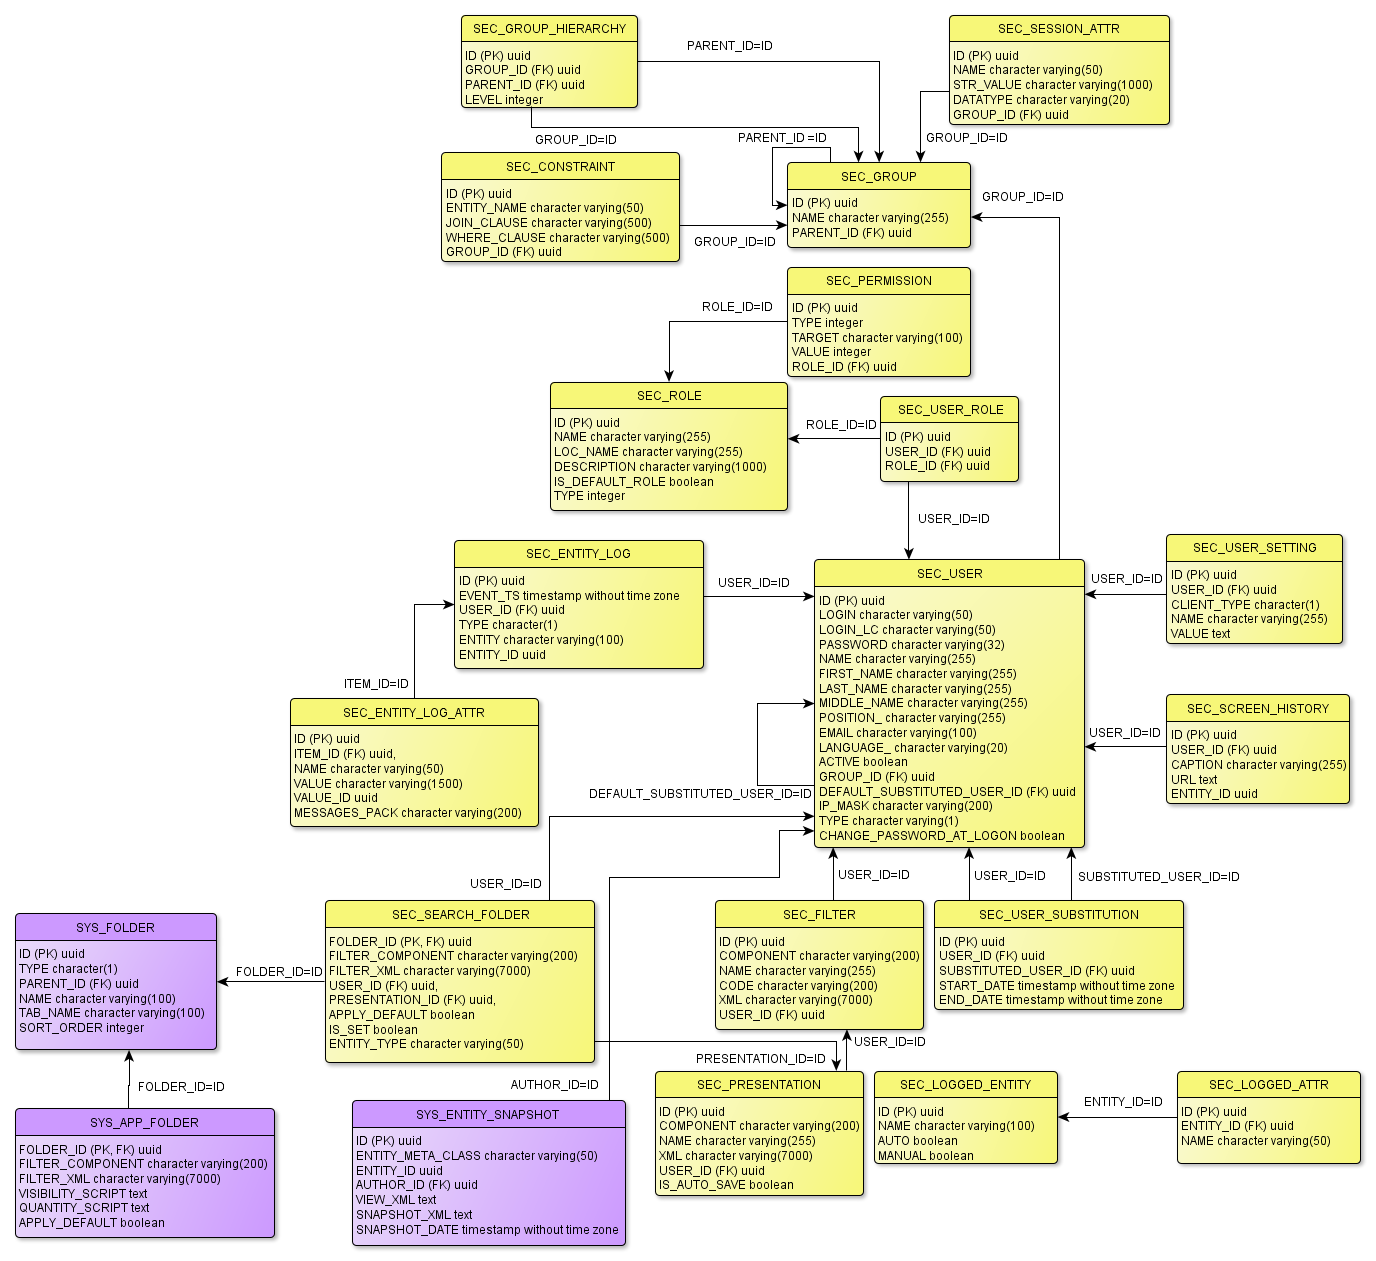 SEC_GROUP_HIERARCHY
ID (PK) uuid
GROUP_ID (FK) uuid
PARENT_ID (FK) uuid
LEVEL integer
PARENT_ID=ID
SEC_SESSION_ATTR
ID (PK) uuid
NAME character varying(50)
STR_VALUE character varying(1000)
DATATYPE character varying(20)
GROUP_ID (FK) uuid
GROUP_ID=ID
PARENT_ID =ID
GROUP_ID=ID
SEC_CONSTRAINT
ID (PK) uuid
ENTITY_NAME character varying(50)
JOIN_CLAUSE character varying(500)
WHERE_CLAUSE character varying(500)
GROUP_ID (FK) uuid
GROUP_ID=ID
SEC_GROUP
ID (PK) uuid
NAME character varying(255)
PARENT_ID (FK) uuid
GROUP_ID=ID
SEC_PERMISSION
ID (PK) uuid
TYPE integer
TARGET character varying(100)
VALUE integer
ROLE_ID (FK) uuid
ROLE_ID=ID
SEC_ROLE
ID (PK) uuid
NAME character varying(255)
LOC_NAME character varying(255)
DESCRIPTION character varying(1000)
IS_DEFAULT_ROLE boolean
TYPE integer
ROLE_ID=ID
SEC_USER_ROLE
ID (PK) uuid
USER_ID (FK) uuid
ROLE_ID (FK) uuid
USER_ID=ID
SEC_ENTITY_LOG
ID (PK) uuid
EVENT_TS timestamp without time zone
USER_ID (FK) uuid
TYPE character(1)
ENTITY character varying(100)
ENTITY_ID uuid
USER_ID=ID
SEC_USER
ID (PK) uuid
LOGIN character varying(50)
LOGIN_LC character varying(50)
PASSWORD character varying(32)
NAME character varying(255)
FIRST_NAME character varying(255)
LAST_NAME character varying(255)
MIDDLE_NAME character varying(255)
POSITION_ character varying(255)
EMAIL character varying(100)
LANGUAGE_ character varying(20)
ACTIVE boolean
GROUP_ID (FK) uuid
DEFAULT_SUBSTITUTED_USER_ID (FK) uuid
IP_MASK character varying(200)
TYPE character varying(1)
CHANGE_PASSWORD_AT_LOGON boolean
USER_ID=ID
SEC_USER_SETTING
ID (PK) uuid
USER_ID (FK) uuid
CLIENT_TYPE character(1)
NAME character varying(255)
VALUE text
ITEM_ID=ID
SEC_ENTITY_LOG_ATTR
ID (PK) uuid
ITEM_ID (FK) uuid,
NAME character varying(50)
VALUE character varying(1500)
VALUE_ID uuid
MESSAGES_PACK character varying(200)
DEFAULT_SUBSTITUTED_USER_ID=ID
USER_ID=ID
SEC_SCREEN_HISTORY
ID (PK) uuid
USER_ID (FK) uuid
CAPTION character varying(255)
URL text
ENTITY_ID uuid
USER_ID=ID
USER_ID=ID
USER_ID=ID
SUBSTITUTED_USER_ID=ID
SYS_FOLDER
ID (PK) uuid
TYPE character(1)
PARENT_ID (FK) uuid
NAME character varying(100)
TAB_NAME character varying(100)
SORT_ORDER integer
FOLDER_ID=ID
SEC_SEARCH_FOLDER
FOLDER_ID (PK, FK) uuid
FILTER_COMPONENT character varying(200)
FILTER_XML character varying(7000)
USER_ID (FK) uuid,
PRESENTATION_ID (FK) uuid,
APPLY_DEFAULT boolean
IS_SET boolean
ENTITY_TYPE character varying(50)
SEC_FILTER
ID (PK) uuid
COMPONENT character varying(200)
NAME character varying(255)
CODE character varying(200)
XML character varying(7000)
USER_ID (FK) uuid
SEC_USER_SUBSTITUTION
ID (PK) uuid
USER_ID (FK) uuid
SUBSTITUTED_USER_ID (FK) uuid
START_DATE timestamp without time zone
END_DATE timestamp without time zone
USER_ID=ID
PRESENTATION_ID=ID
AUTHOR_ID=ID
FOLDER_ID=ID
SYS_APP_FOLDER
FOLDER_ID (PK, FK) uuid
FILTER_COMPONENT character varying(200)
FILTER_XML character varying(7000)
VISIBILITY_SCRIPT text
QUANTITY_SCRIPT text
APPLY_DEFAULT boolean
SYS_ENTITY_SNAPSHOT
ID (PK) uuid
ENTITY_META_CLASS character varying(50)
ENTITY_ID uuid
AUTHOR_ID (FK) uuid
VIEW_XML text
SNAPSHOT_XML text
SNAPSHOT_DATE timestamp without time zone
SEC_PRESENTATION
ID (PK) uuid
COMPONENT character varying(200)
NAME character varying(255)
XML character varying(7000)
USER_ID (FK) uuid
IS_AUTO_SAVE boolean
SEC_LOGGED_ENTITY
ID (PK) uuid
NAME character varying(100)
AUTO boolean
MANUAL boolean
ENTITY_ID=ID
SEC_LOGGED_ATTR
ID (PK) uuid
ENTITY_ID (FK) uuid
NAME character varying(50)